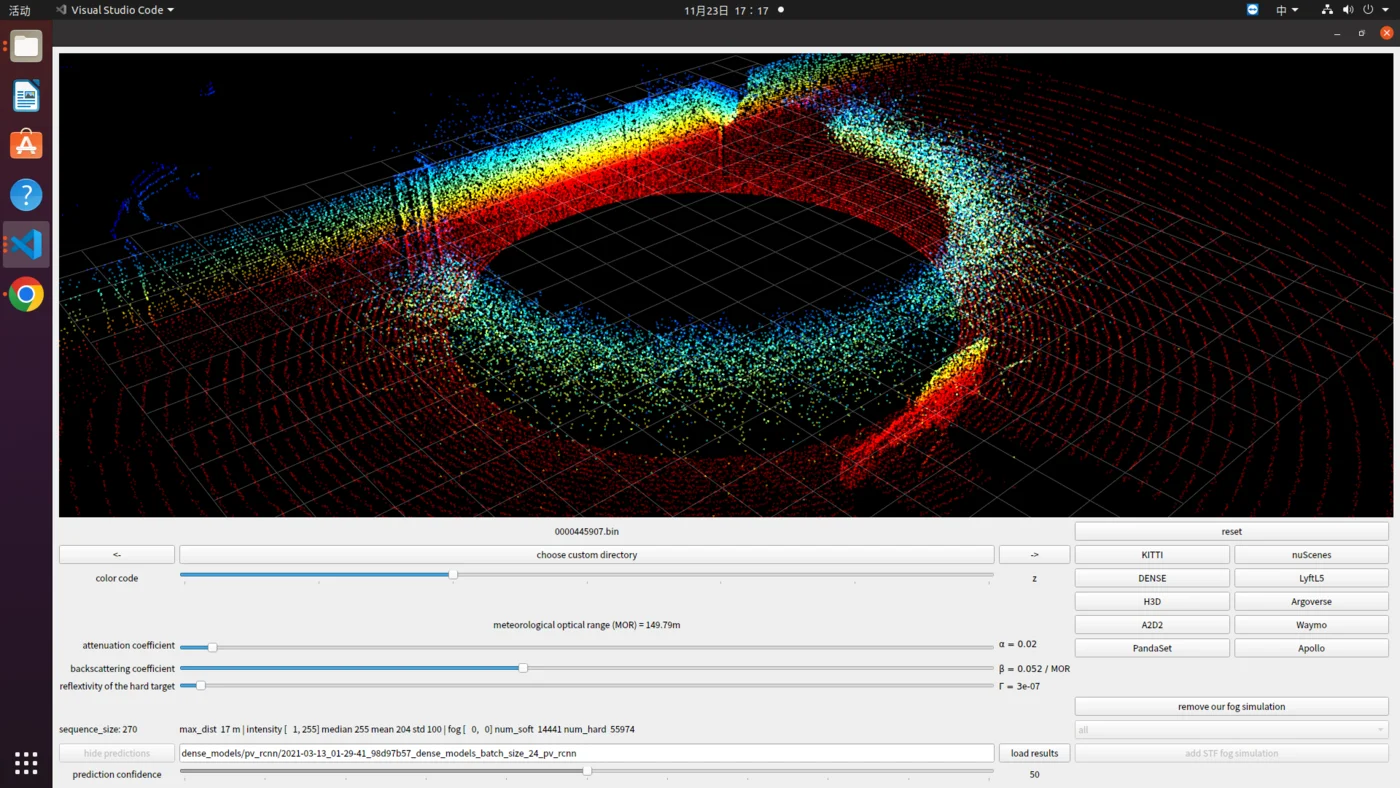 活动 Visual Studio Code 11月23日 17：17 中
0000445907.bin reset
<- choose custom directory -> KITTI nuScenes
color code z DENSE LyftL5
H3D Argoverse
meteorological optical range (MOR) = 149.79m A2D2 Waymo
attenuation coefficient α = 0.02 PandaSet Apollo
backscattering coefficient β = 0.052 / MOR
reflextivity of the hard target Γ = 3e-07
remove our fog simulation
sequence_size: 270 max_dist 17 m | intensity [ 1, 255] median 255 mean 204 std 100 | fog [ 0, 0] num_soft 14441 num_hard 55974 all
hide predictions dense_models/pv_rcnn/2021-03-13_01-29-41_98d97b57_dense_models_batch_size_24_pv_rcnn load results add STF fog simulation
prediction confidence 50